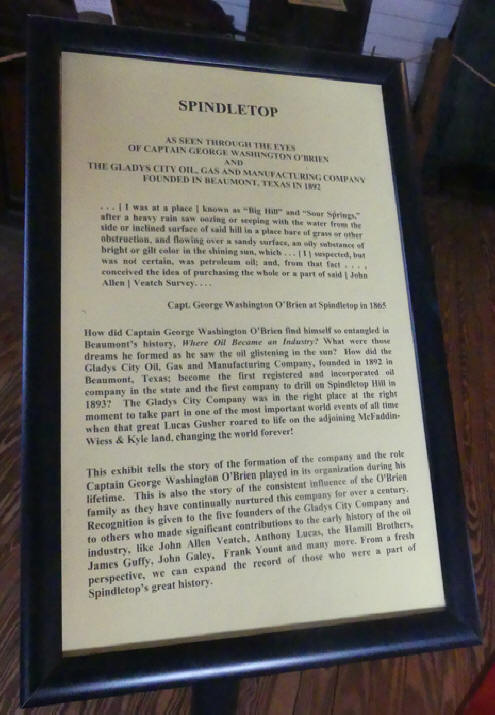 SPINDLETOP
AS SEEN THROUGH THE EYES
OF CAPTAIN GEORGE WASHINGTON O'BRIEN
AND
THE GLADYS CITY OIL, GAS AND MANUFACTURING COMPANY
FOUNDED IN BEAUMONT, TEXAS IN 1892
. . . [ I was at a place ] known as "Big Hill" and "Sour Springs,"
after a heavy rain saw oozing or seeping with the water from the
side or inclined surface of said hill in a place bare of grass or other
obstruction, and flowing over a sandy surface, an oily substance of
bright or gilt color in the shining sun, which . . . [ I ] suspected, but
was not certain, was petroleum oil; and, from that fact . . . ,
conceived the idea of purchasing the whole or a part of said [ John
Allen ] Veatch Survey. . . .
Capt. George Washington O'Brien at Spindletop in 1865
How did Captain George Washington O'Brien find himself so entangled in
Beaumont's history, Where Oil Became an Industry? What were those
dreams he formed as he saw the oil glistening in the sun? How did the
Gladys City Oil, Gas and Manufacturing Company, founded in 1892 in
Beaumont, Texas; become the first registered and incorporated oil
company in the state and the first company to drill on Spindletop Hill in
1893? The Gladys City Company was in the right place at the right
moment to take part in one of the most important world events of all time
when that great Lucas Gusher roared to life on the adjoining McFaddin-
Wiess & Kyle land, changing the world forever!
This exhibit tells the story of the formation of the company and the role
Captain George Washington O'Brien played in its organization during his
lifetime. This is also the story of the consistent influence of the O'Brien
family as they have continually nurtured this company for over a century.
Recognition is given to the five founders of the Gladys City Company and
to others who made significant contributions to the early history of the oil
industry, like John Allen Veatch, Anthony Lucas, the Hamill Brothers,
James Guffy, John Galey, Frank Yount and many more. From a fresh
perspective, we can expand the record of those who were a part of
Spindletop's great history.